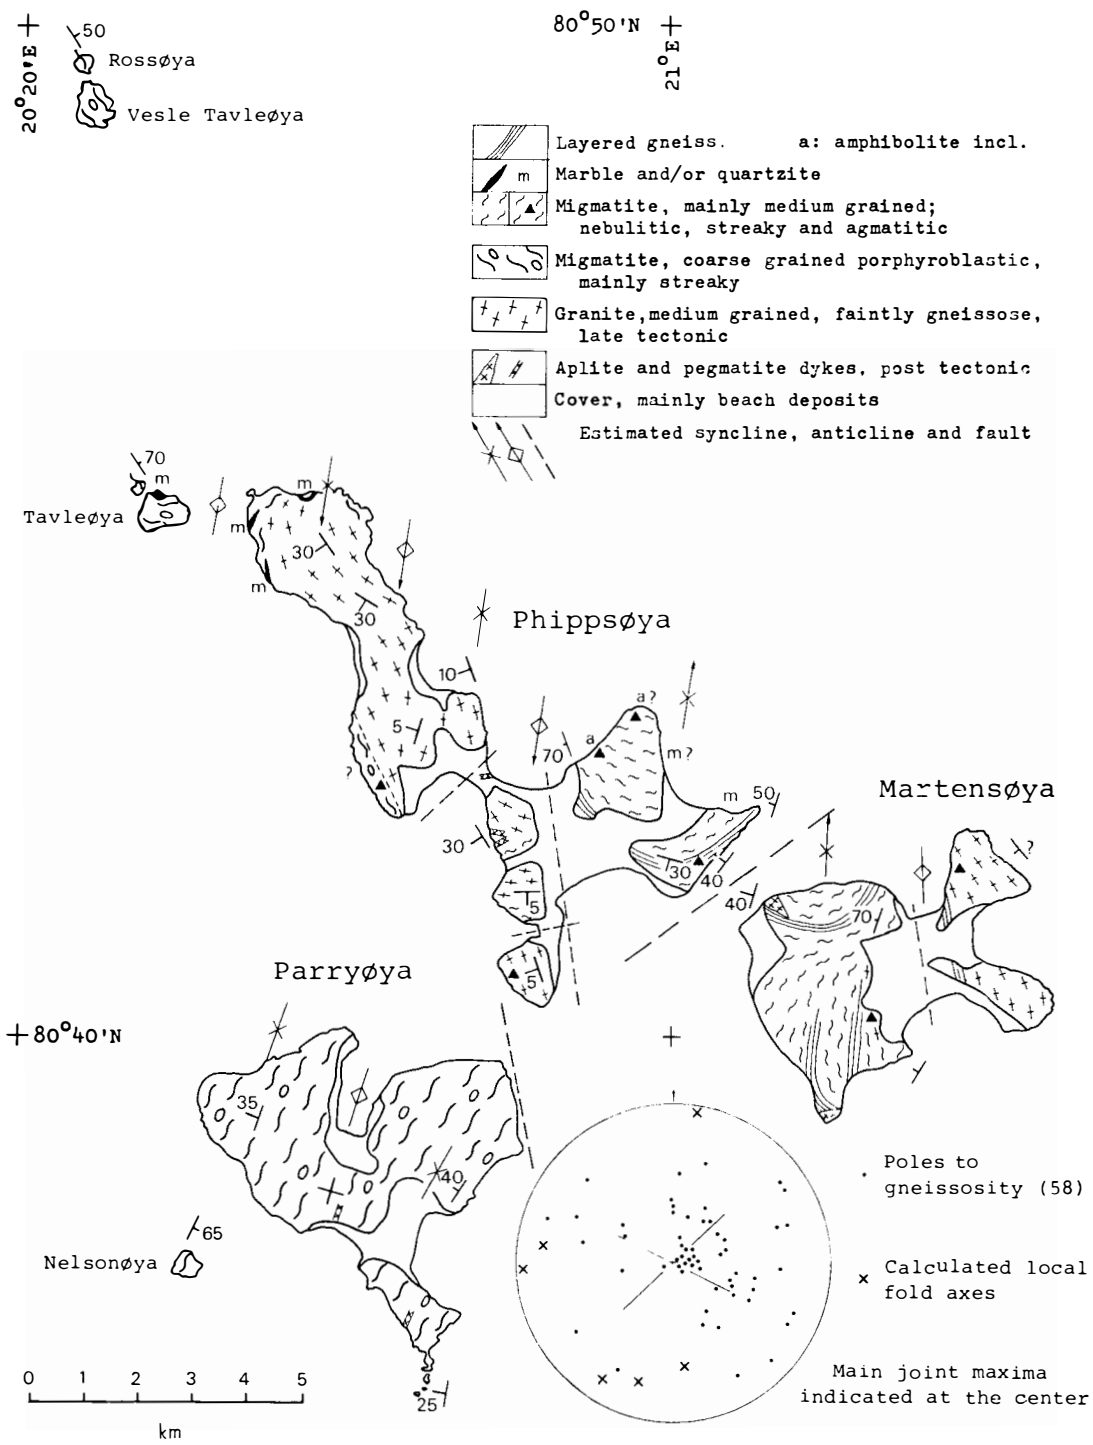 80°50'N
20°20'E
21°E
50
Rossøya
Vesle Tavleøya
Layered gneiss. a: amphibolite incl.
m Marble and/or quartzite
Migmatite, mainly medium grained;
nebulitic, streaky and agmatitic
Migmatite, coarse grained porphyroblastic,
mainly streaky
Granite,medium grained, faintly gneissose,
late tectonic
Aplite and pegmatite dykes, post tectonic
Cover, mainly beach deposits
Estimated syncline, anticline and fault
70
m
m
Tavleøya
m
30
m
30
Phippsøya
10
a?
5
a
70
m?
?
Martensøya
m 50
30
?
30
40
5
40
70
5
Parryøya
80°40'N
35
40
Poles to
gneissosity (58)
65
Nelsonøya
Calculated local
fold axes
0 1 2 3 4 5
km
25
Main joint maxima
indicated at the center